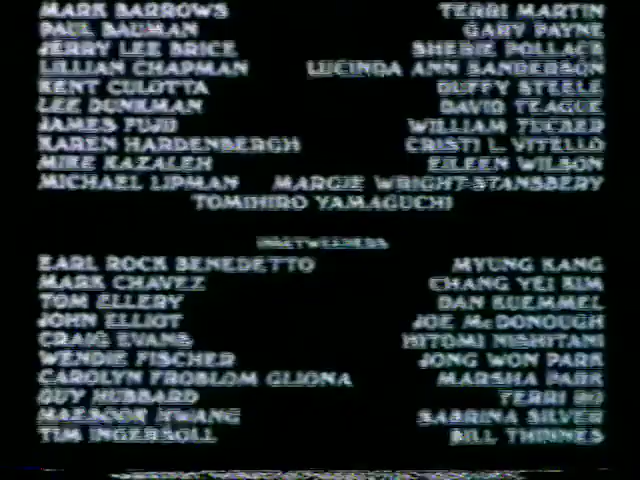 MARK BARROWS TERRI MARTIN
PAUL BAUMAN GARY PAYNE
JERRY LEE BRICE SHERIE POLLACK
LILLIAN CHAPMAN LUCINDA ANN SANDERSON
KENT CULOTTA DUFFY STEELE
LEE DUNKMAN DAVID TEAGUE
JAMES FUJII WILLIAM TUCKER
KAREN HARDENBERGH CRISTI L. VITELLO
MIKE KAZALEH EILEEN WILSON
MICHAEL LIPMAN MARGIE WRIGHT-STANSBERY
TOMIHIRO YAMAGUCHI
INBETWEENERS
EARL ROCK BENEDETTO MYUNG KANG
MARK CHAVEZ CHANG YEI KIM
TOM ELLERY DAN KUEMMEL
JOHN ELLIOT JOE McDONOUGH
CRAIG EVANS HITOMI NISHITANI
WENDIE FISCHER JONG WON PARK
CAROLYN FROBLOM GLIONA MARSHA PARK
GUY HUBBARD TERRI
MAESOOK HWANG SABRINA SILVER
TIM INGERSOLL BILL THINNES